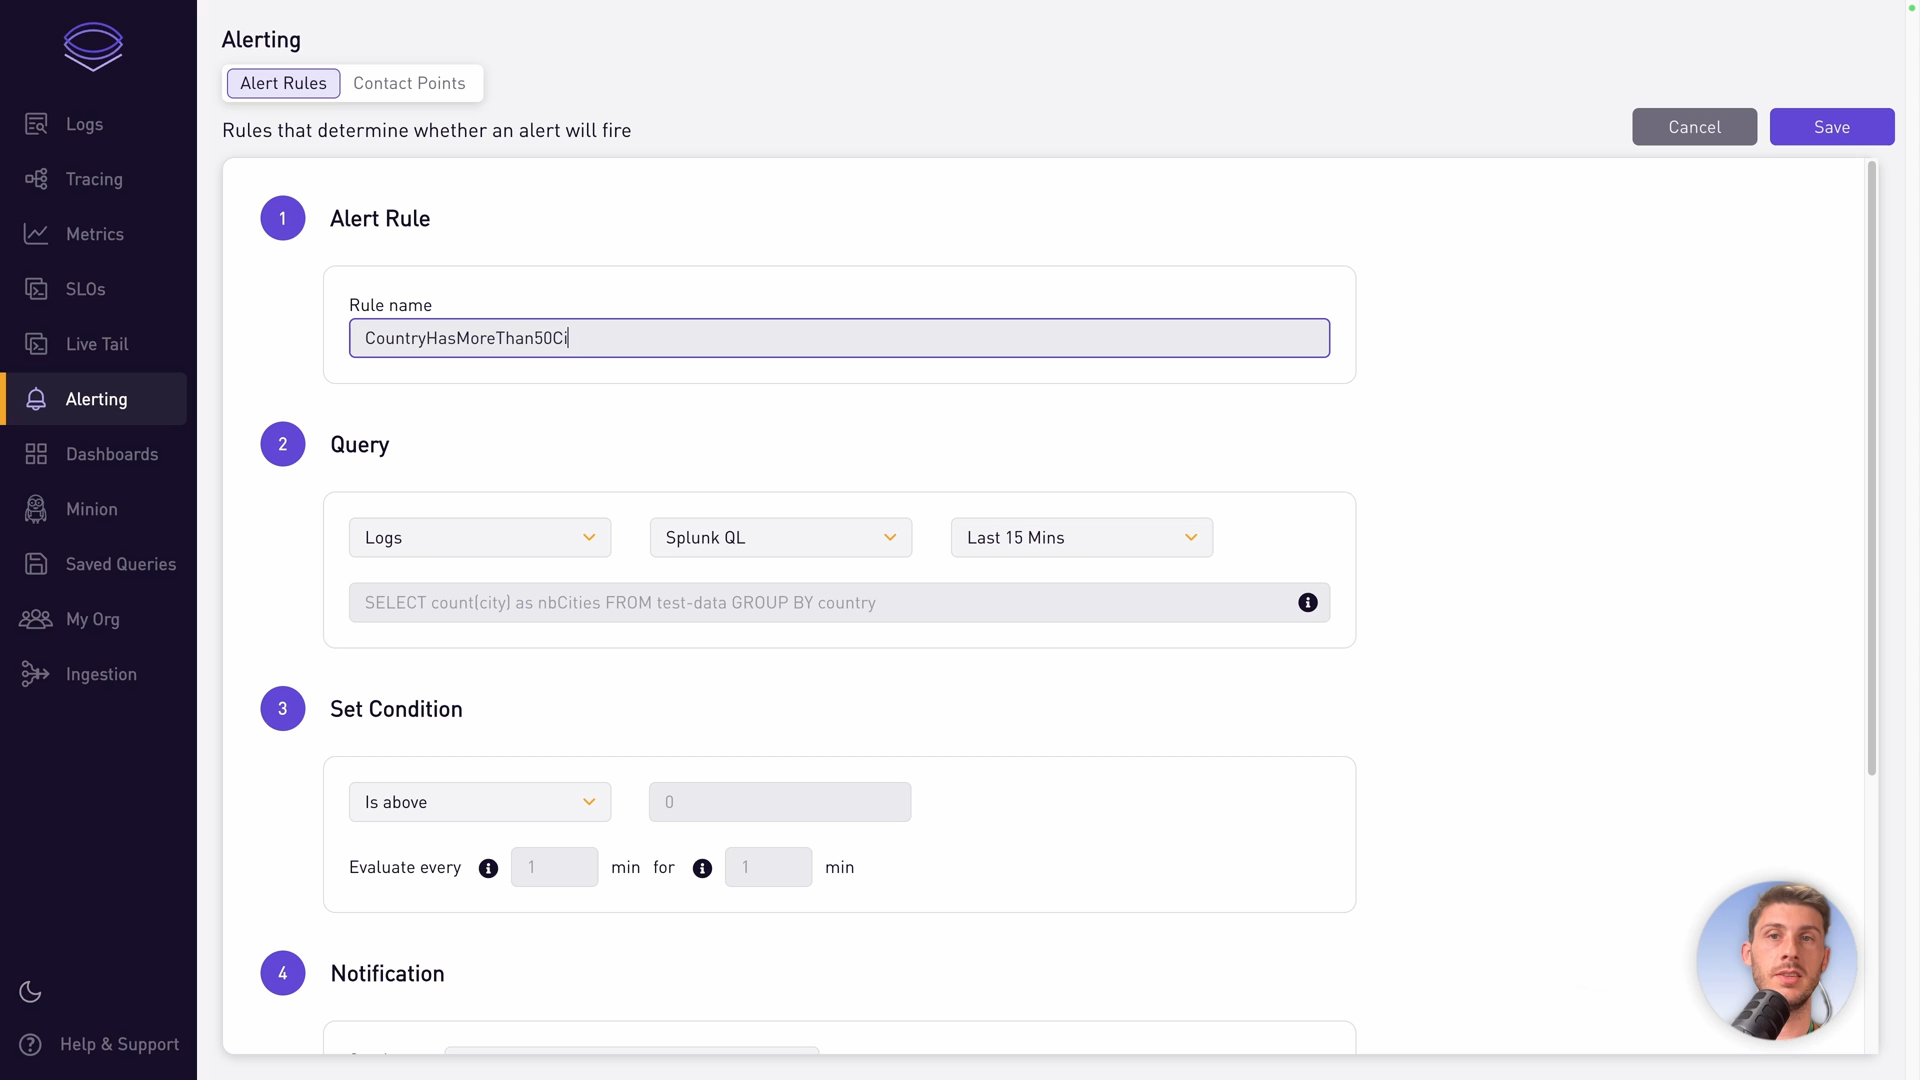 Logs
Tracing
Metrics
SLOs
Live Tail
Alerting
Dashboards
Minion
Saved Queries
My Org
Ingestion
Help & Support
Alerting
Alert Rules
Contact Points
Rules that determine whether an alert will fire
Cancel
Save
1
Alert Rule
Rule name
CountryHasMoreThan50Ci
2
Query
Logs
Splunk QL
Last 15 Mins
SELECT count(city) as nbCities FROM test-data GROUP BY country
3
Set Condition
Is above
0
Evaluate every
1
min for
1
min
4
Notification